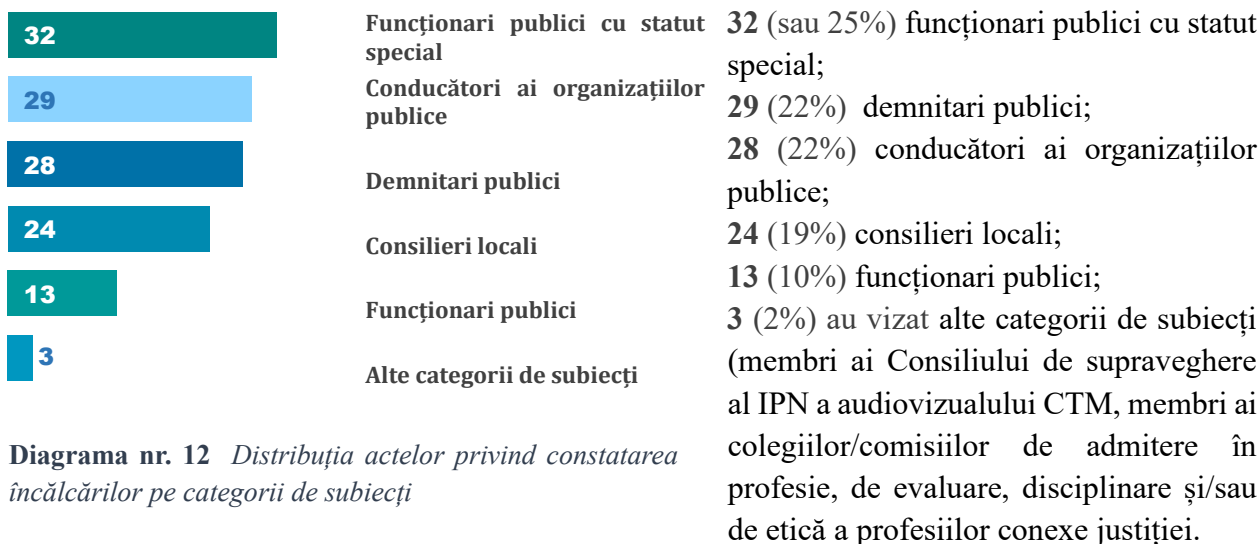 32
Funcționari publici cu statut
special
29
Conducători ai organizațiilor
publice
28
Demnitari publici
24
Consilieri locali
13
Funcționari publici
3
Alte categorii de subiecți
Diagrama nr. 12 Distribuția actelor privind constatarea
încălcărilor pe categorii de subiecți
32 (sau 25%) funcționari publici cu statut
special;
29 (22%) demnitari publici;
28 (22%) conducători ai organizațiilor
publice;
24 (19%) consilieri locali;
13 (10%) funcționari publici;
3 (2%) au vizat alte categorii de subiecți
(membri ai Consiliului de supraveghere
al IPN a audiovizualului CTM, membri ai
colegiilor/comisiilor de admitere în
profesie, de evaluare, disciplinare și/sau
de etică a profesiilor conexe justiției.